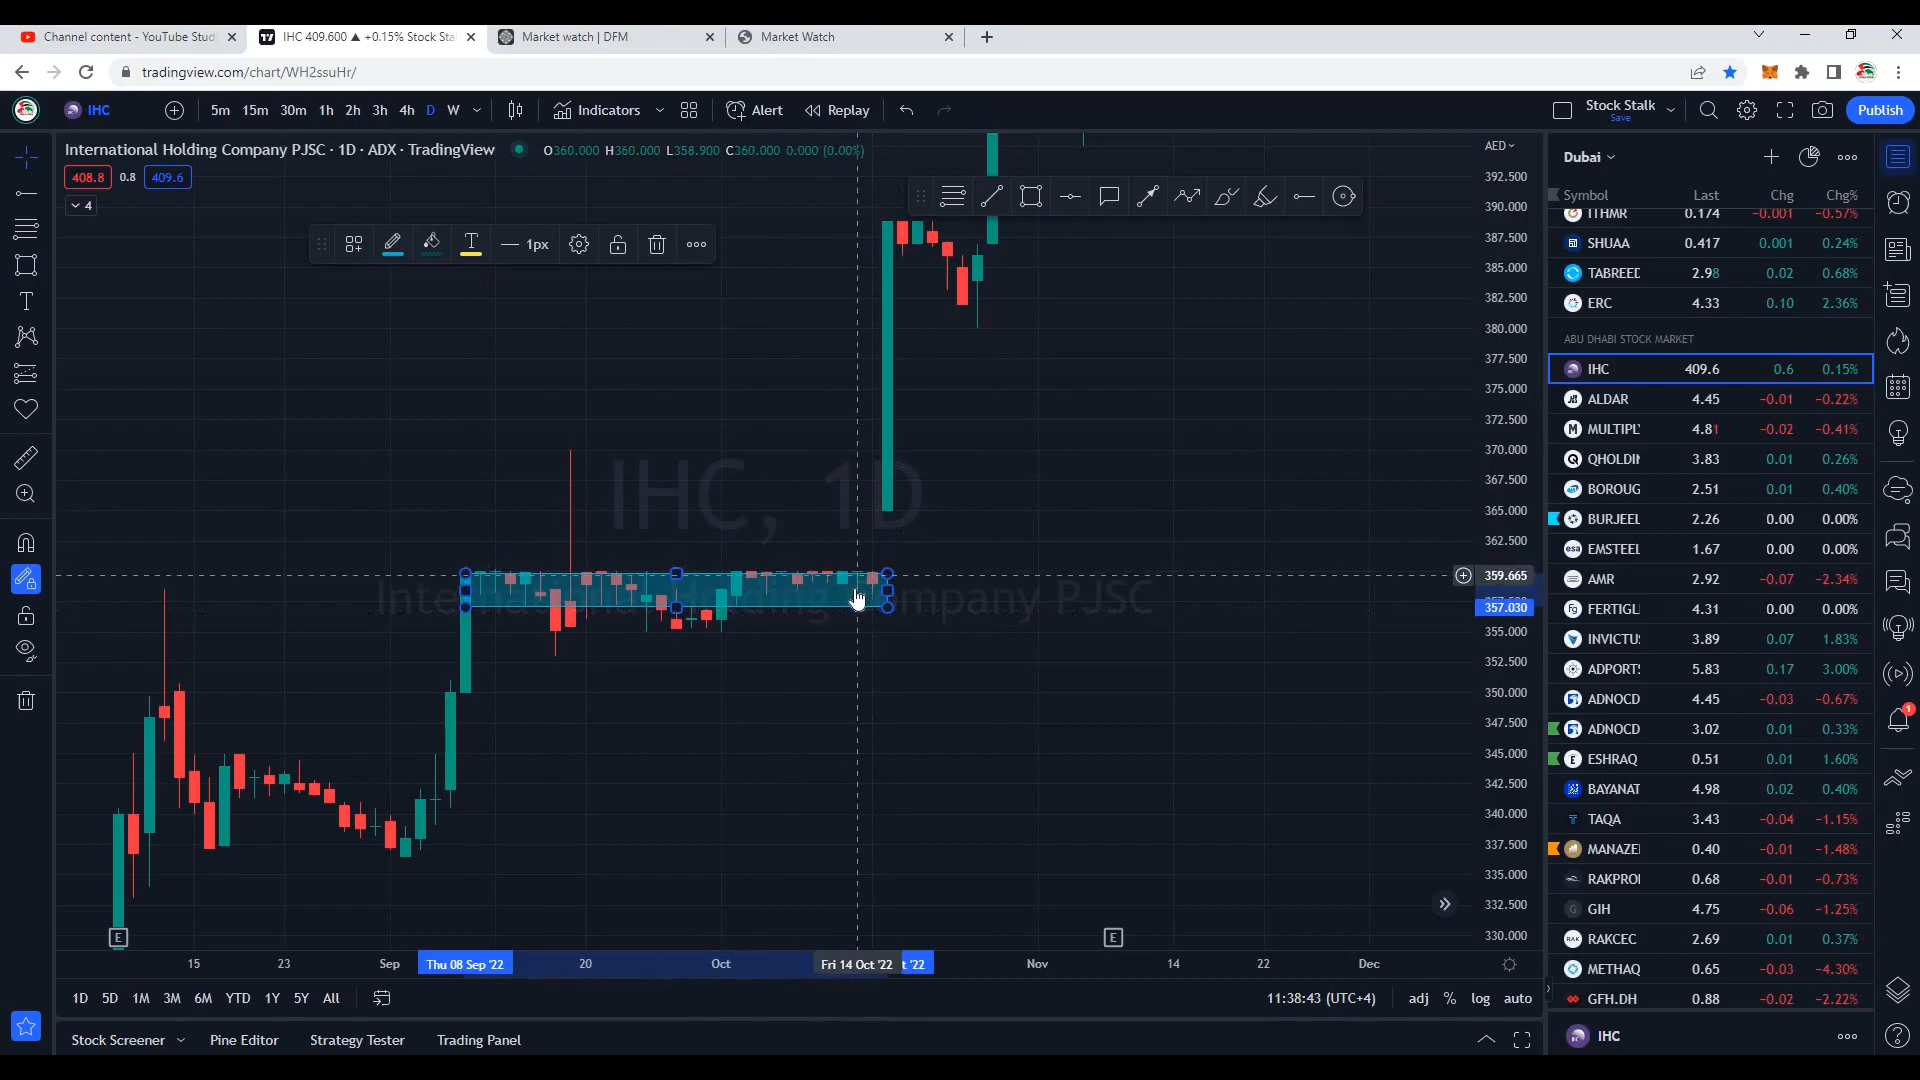 Channel content - YouTube Stud
IHC 409.600 ▲ +0.15% Stock Sta
Market watch | DFM
Market Watch
tradingview.com/chart/WH2ssuHr/
IHC
5m 15m 30m 1h 2h 3h 4h D W
Indicators
Alert
Replay
Stock Stalk
Save
Publish
International Holding Company PJSC · 1D · ADX · TradingView
O360.000 H360.000 L358.900 C360.000 0.000 (0.00%)
408.8 0.8 409.6
4
1px
IHC, 1D
International Holding Company PJSC
AED
392.500
390.000
387.500
385.000
382.500
380.000
377.500
375.000
372.500
370.000
367.500
365.000
362.500
359.665
357.030
355.000
352.500
350.000
347.500
345.000
342.500
340.000
337.500
335.000
332.500
330.000
E E
15 23 Sep Thu 08 Sep '22 20 Oct Fri 14 Oct '22 t '22 Nov 14 22 Dec
1D 5D 1M 3M 6M YTD 1Y 5Y All
11:38:43 (UTC+4) adj % log auto
Stock Screener Pine Editor Strategy Tester Trading Panel
Dubai
Symbol Last Chg Chg%
ITHMR 0.174 −0.001 −0.57%
SHUAA 0.417 0.001 0.24%
TABREED 2.98 0.02 0.68%
ERC 4.33 0.10 2.36%
ABU DHABI STOCK MARKET
IHC 409.6 0.6 0.15%
ALDAR 4.45 −0.01 −0.22%
MULTIPLY 4.81 −0.02 −0.41%
QHOLDIN 3.83 0.01 0.26%
BOROUG 2.51 0.01 0.40%
BURJEEL 2.26 0.00 0.00%
EMSTEEL 1.67 0.00 0.00%
AMR 2.92 −0.07 −2.34%
FERTIGL 4.31 0.00 0.00%
INVICTUS 3.89 0.07 1.83%
ADPORTS 5.83 0.17 3.00%
ADNOCD 4.45 −0.03 −0.67%
ADNOCD 3.02 0.01 0.33%
ESHRAQ 0.51 0.01 1.60%
BAYANAT 4.98 0.02 0.40%
TAQA 3.43 −0.04 −1.15%
MANAZE 0.40 −0.01 −1.48%
RAKPROI 0.68 −0.01 −0.73%
GIH 4.75 −0.06 −1.25%
RAKCEC 2.69 0.01 0.37%
METHAQ 0.65 −0.03 −4.30%
GFH.DH 0.88 −0.02 −2.22%
IHC
1